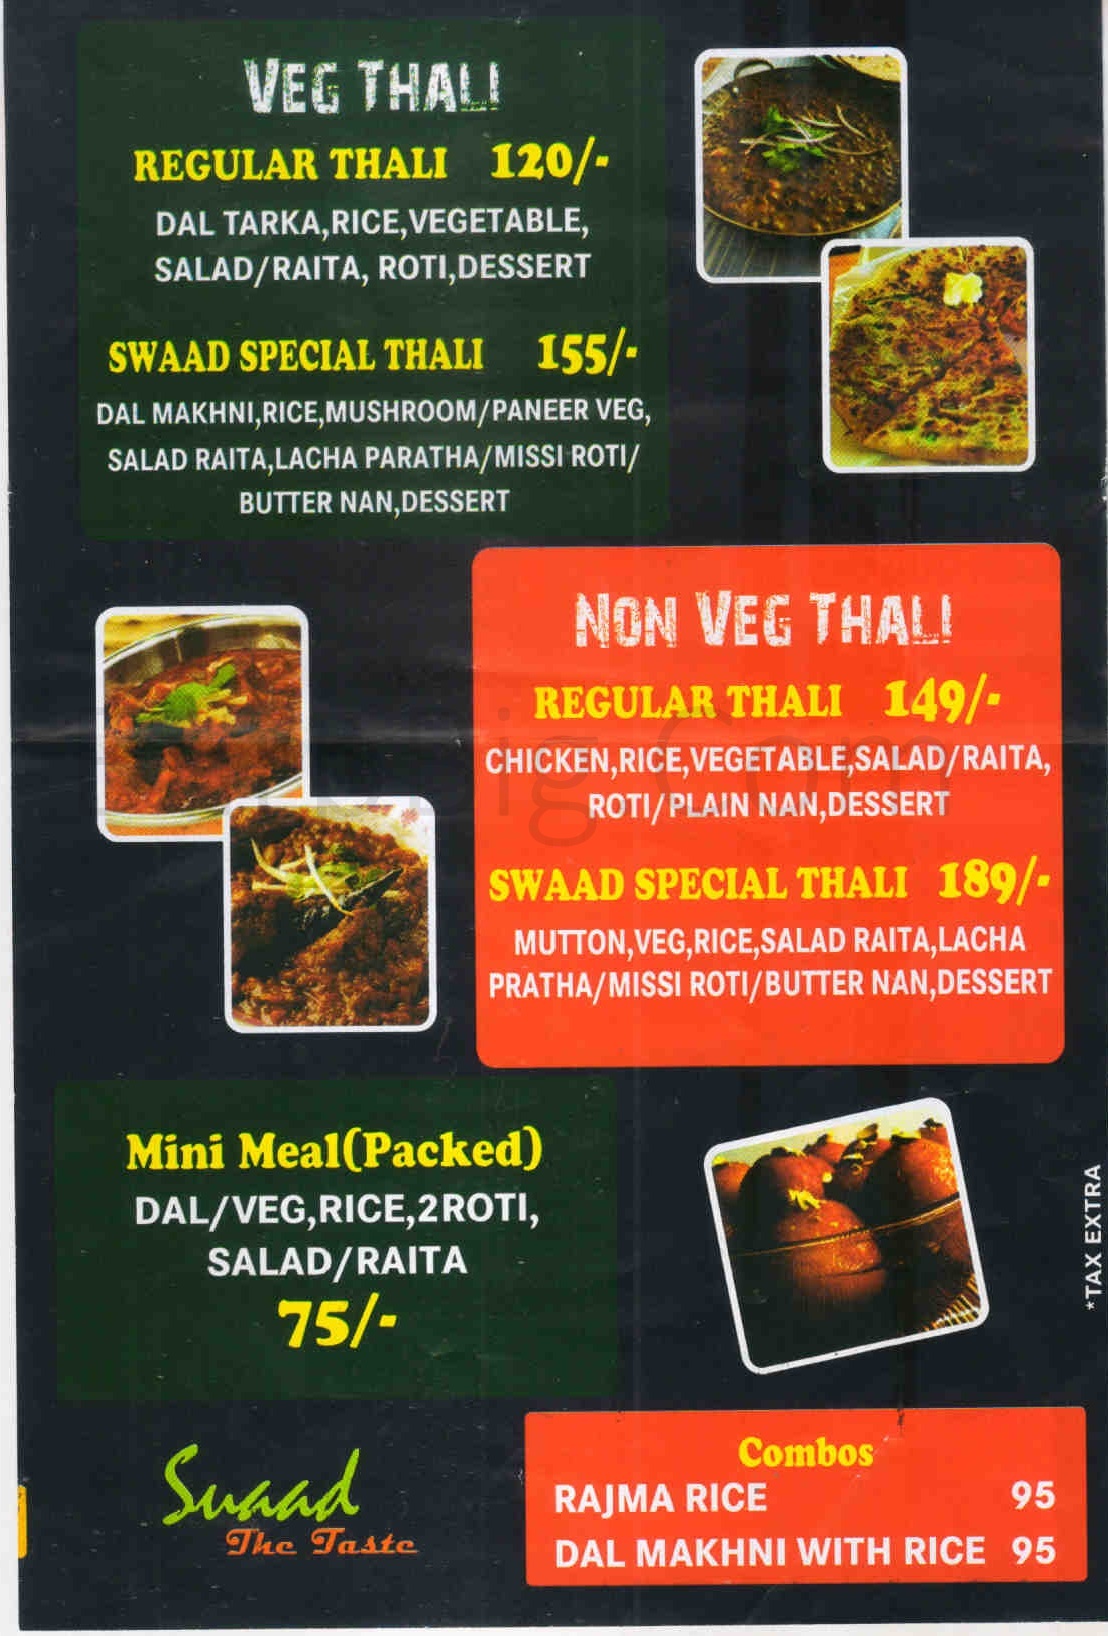 VEG THALI
REGULAR THALI 120/-
DAL TARKA,RICE,VEGETABLE,
SALAD/RAITA, ROTI,DESSERT
SWAAD SPECIAL THALI 155/-
DAL MAKHNI,RICE,MUSHROOM/PANEER VEG,
SALAD RAITA,LACHA PARATHA/MISSI ROTI/
BUTTER NAN,DESSERT
NON VEG THALI
REGULAR THALI 149/-
CHICKEN,RICE,VEGETABLE,SALAD/RAITA,
ROTI/PLAIN NAN,DESSERT
SWAAD SPECIAL THALI 189/-
MUTTON,VEG,RICE,SALAD RAITA,LACHA
PRATHA/MISSI ROTI/BUTTER NAN,DESSERT
Mini Meal(Packed)
DAL/VEG,RICE,2ROTI,
SALAD/RAITA
75/-
*TAX EXTRA
Swaad
The Taste
Combos
RAJMA RICE 95
DAL MAKHNI WITH RICE 95